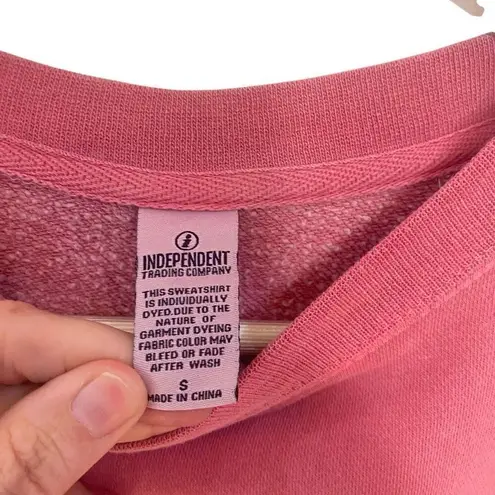 i
INDEPENDENT
TRADING COMPANY
THIS SWEATSHIRT
IS INDIVIDUALLY
DYED.DUE TO THE
NATURE OF
GARMENT DYEING
FABRIC COLOR MAY
BLEED OR FADE
AFTER WASH
S
MADE IN CHINA